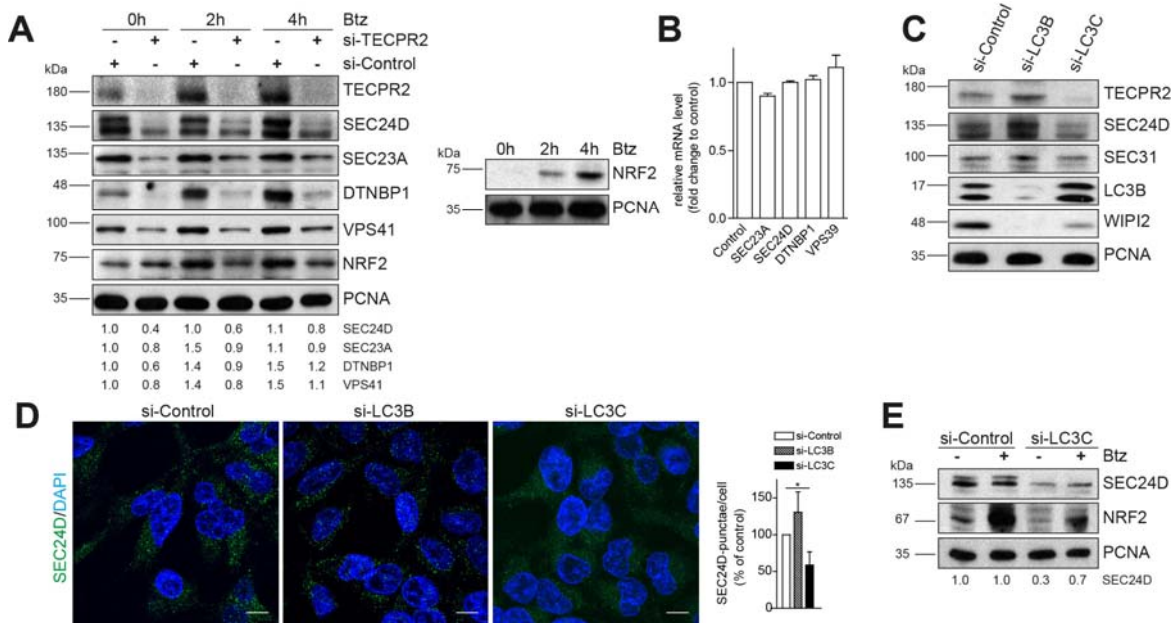 A
0h 2h 4h Btz
- + - + - + si-TECPR2
+ - + - + - si-Control
kDa
180 TECPR2
135 SEC24D
135 SEC23A
48 DTNBP1
100 VPS41
75 NRF2
35 PCNA
1.0 0.4 1.0 0.6 1.1 0.8 SEC24D
1.0 0.8 1.5 0.9 1.1 0.9 SEC23A
1.0 0.6 1.4 0.9 1.5 1.2 DTNBP1
1.0 0.8 1.4 0.8 1.5 1.1 VPS41
0h 2h 4h Btz
kDa
75 NRF2
35 PCNA
B
relative mRNA level
(fold change to control)
1.0
0.5
0.0
Control
SEC23A
SEC24D
DTNBP1
VPS39
C
si-Control
si-LC3B
si-LC3C
kDa
180 TECPR2
135 SEC24D
100 SEC31
17 LC3B
48 WIPI2
35 PCNA
D
si-Control si-LC3B si-LC3C
SEC24D/DAPI
si-Control
si-LC3B
si-LC3C
SEC24D-punctae/cell
(% of control)
150
100
50
0
*
E
si-Control si-LC3C
- + - + Btz
kDa
135 SEC24D
67 NRF2
35 PCNA
1.0 1.0 0.3 0.7 SEC24D